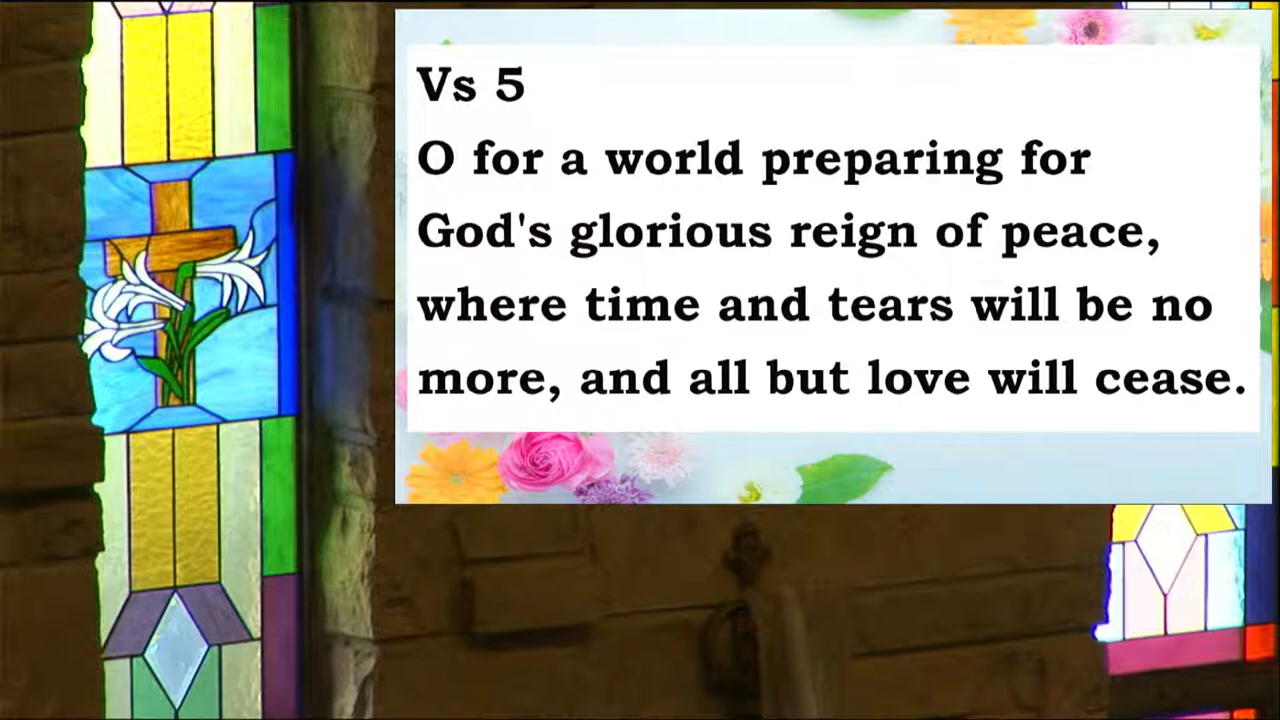 Vs 5
O for a world preparing for
God's glorious reign of peace,
where time and tears will be no
more, and all but love will cease.